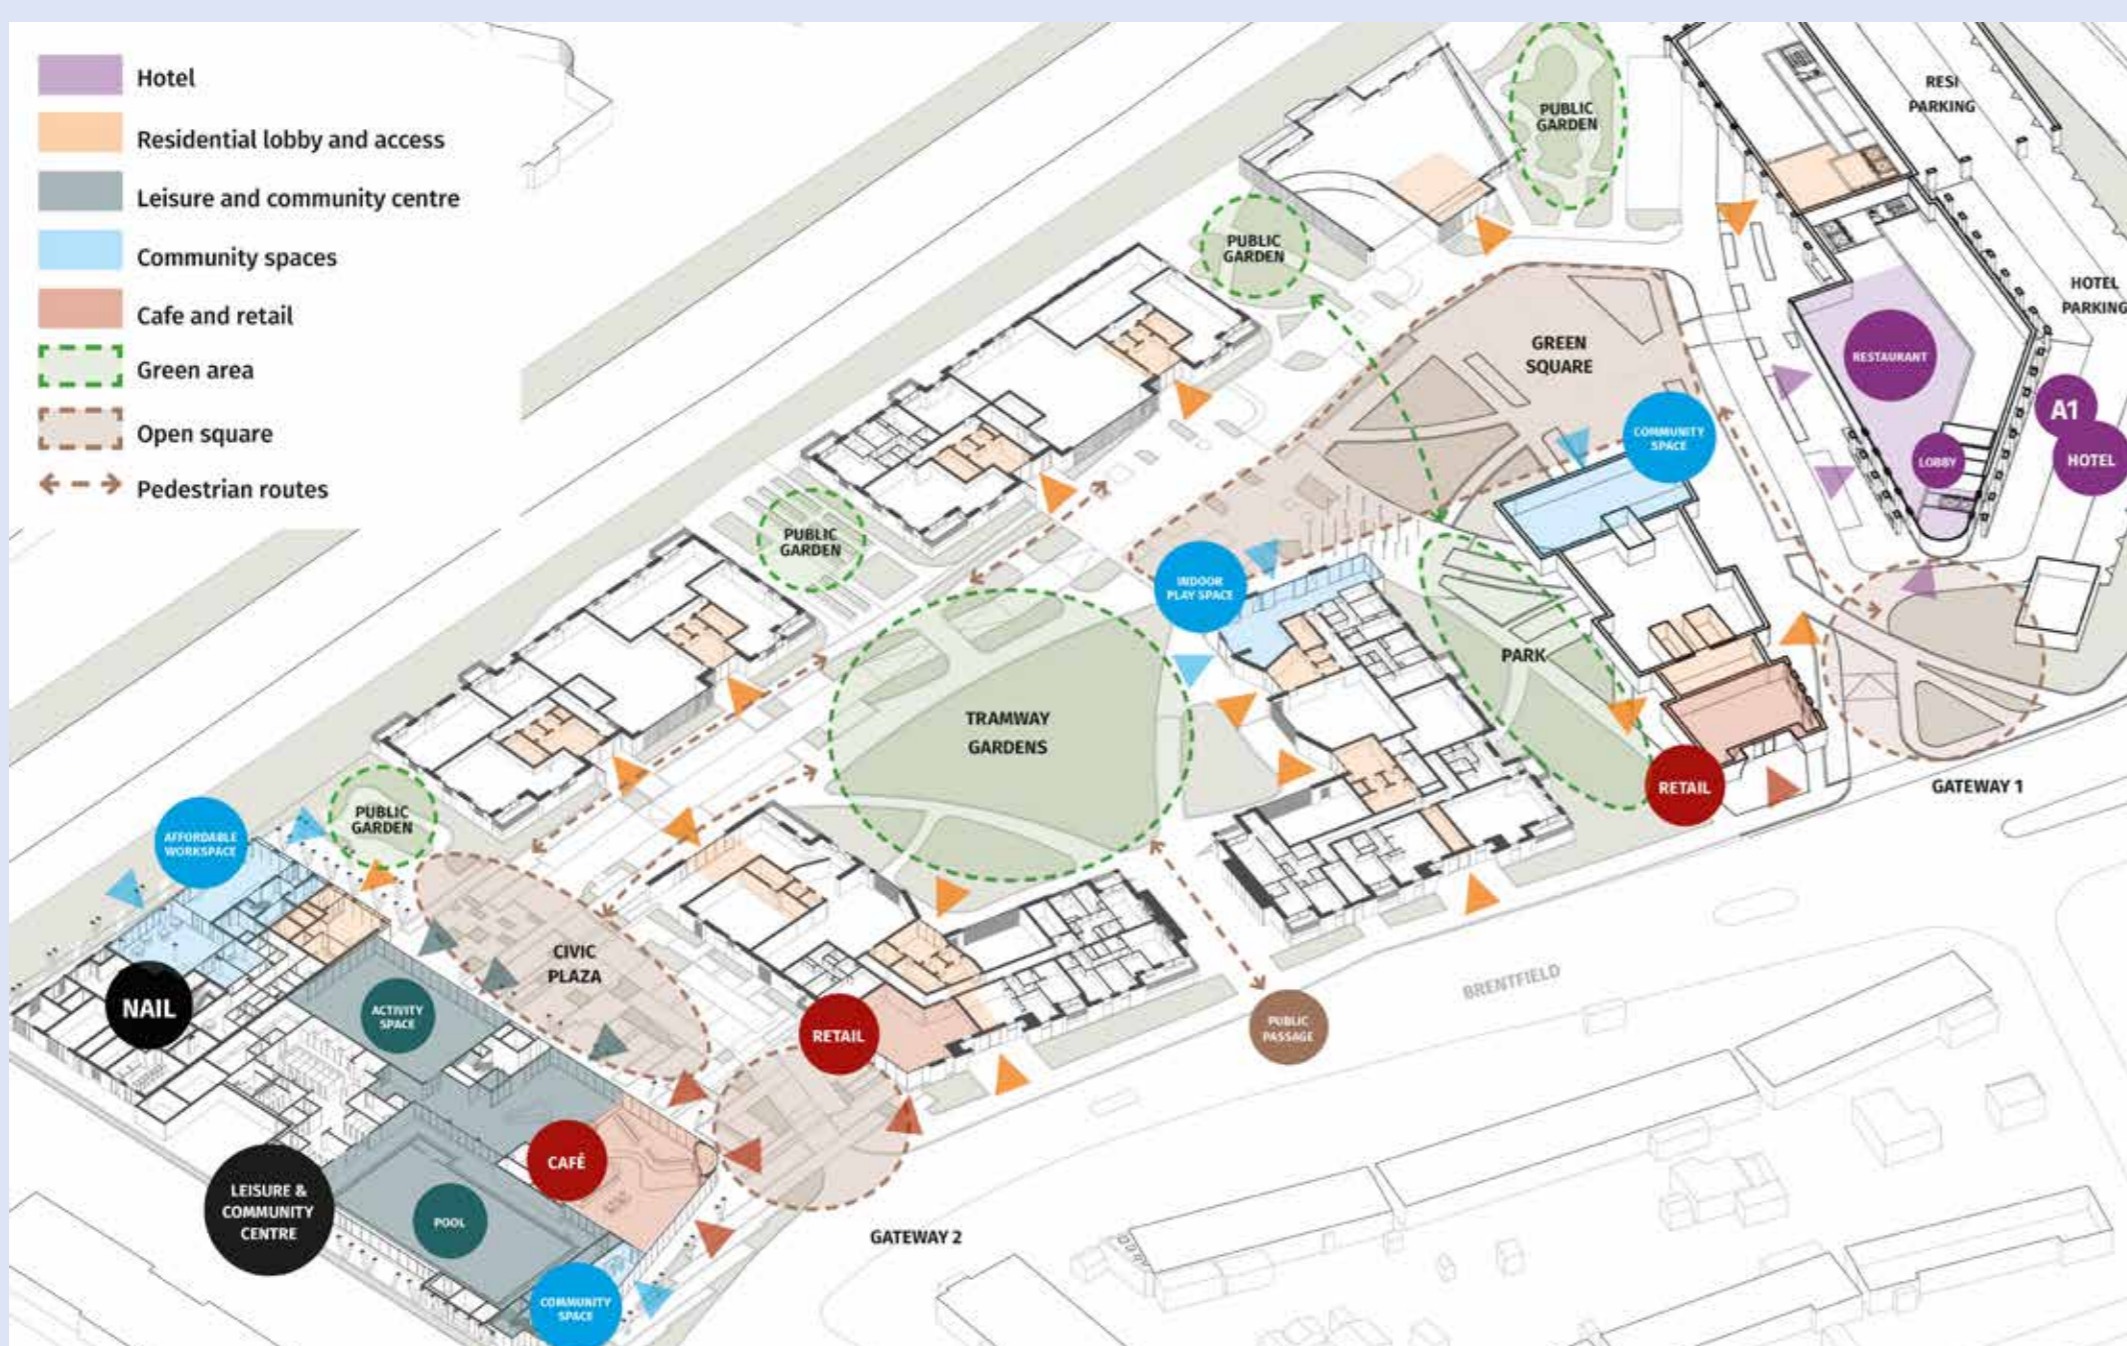 Hotel
Residential lobby and access
Leisure and community centre
Community spaces
Cafe and retail
Green area
Open square
Pedestrian routes
RESI
PARKING
PUBLIC
GARDEN
PUBLIC
GARDEN
HOTEL
PARKING
GREEN
SQUARE
RESTAURANT
A1
HOTEL
LOBBY
COMMUNITY
SPACE
PUBLIC
GARDEN
INDOOR
PLAY SPACE
PARK
TRAMWAY
GARDENS
RETAIL
GATEWAY 1
PUBLIC
GARDEN
AFFORDABLE
WORKSPACE
CIVIC
PLAZA
BRENTFIELD
NAIL
ACTIVITY
SPACE
RETAIL
PUBLIC
PASSAGE
CAFÉ
LEISURE &
COMMUNITY
CENTRE
POOL
GATEWAY 2
COMMUNITY
SPACE